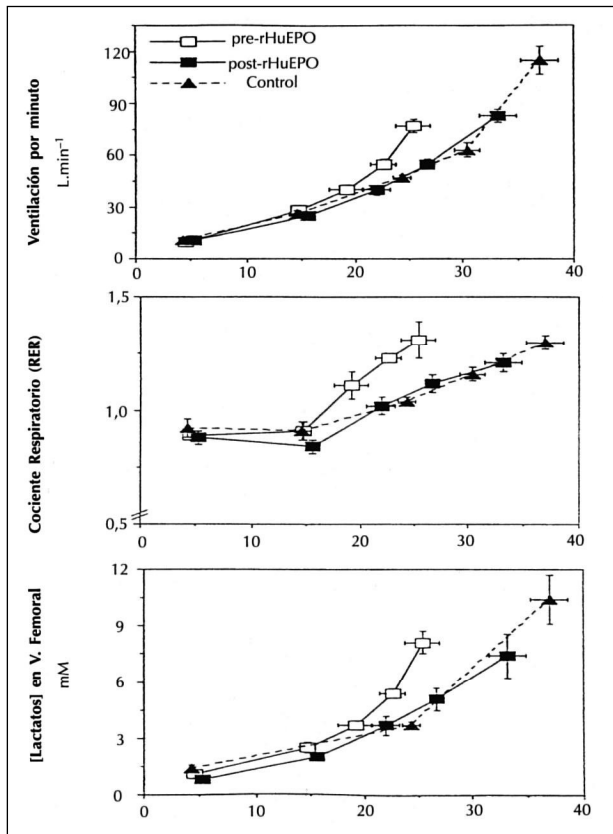 pre-rHuEPO
post-rHuEPO
Control
Ventilación por minuto
L.min⁻¹
120
90
60
30
0
0 10 20 30 40
Cociente Respiratorio (RER)
1,5
1,0
0,5
0 10 20 30 40
[Lactatos] en V. Femoral
mM
12
9
6
3
0
0 10 20 30 40